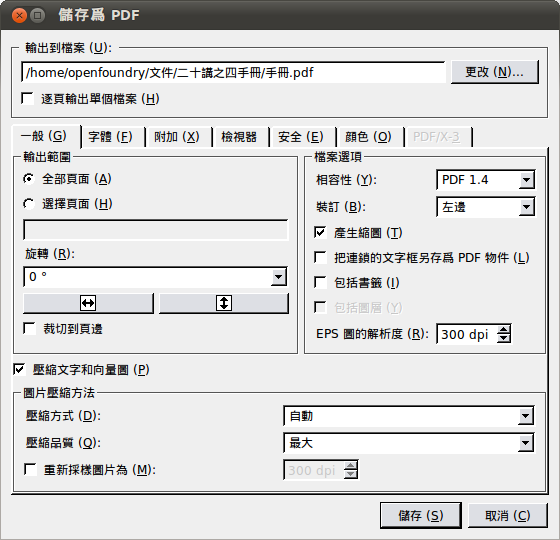 儲存爲 PDF
輸出到檔案 (U):
/home/openfoundry/文件/二十講之四手冊/手冊.pdf
更改 (N)...
逐頁輸出單個檔案 (H)
一般 (G)
字體 (F)
附加 (X)
檢視器
安全 (E)
顏色 (O)
PDF/X-3
輸出範圍
全部頁面 (A)
選擇頁面 (H)
旋轉 (R):
0 °
裁切到頁邊
檔案選項
相容性 (Y):
PDF 1.4
裝訂 (B):
左邊
產生縮圖 (T)
把連鎖的文字框另存爲 PDF 物件 (L)
包括書籤 (I)
包括圖層 (Y)
EPS 圖的解析度 (R):
300 dpi
壓縮文字和向量圖 (P)
圖片壓縮方法
壓縮方式 (D):
自動
壓縮品質 (Q):
最大
重新採樣圖片為 (M):
300 dpi
儲存 (S)
取消 (C)